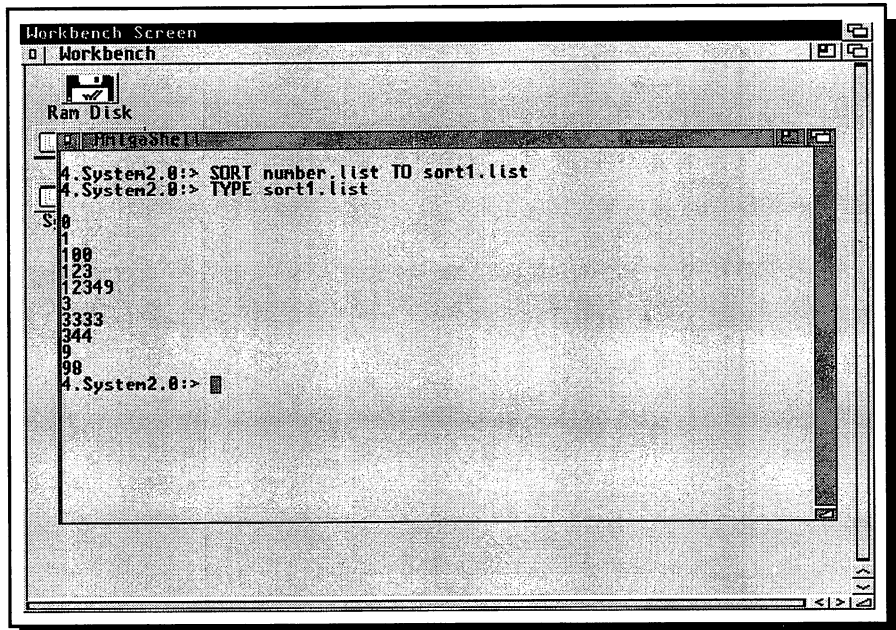 Workbench Screen
Workbench
Ram Disk
AmigaShell
4.System2.0:> SORT number.list TO sort1.list
4.System2.0:> TYPE sort1.list
S
0
1
100
123
12349
3
3333
344
9
98
4.System2.0:>